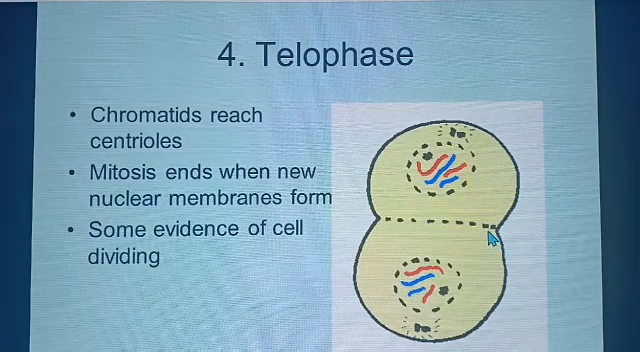 4. Telophase
• Chromatids reach
centrioles
• Mitosis ends when new
nuclear membranes form
• Some evidence of cell
dividing